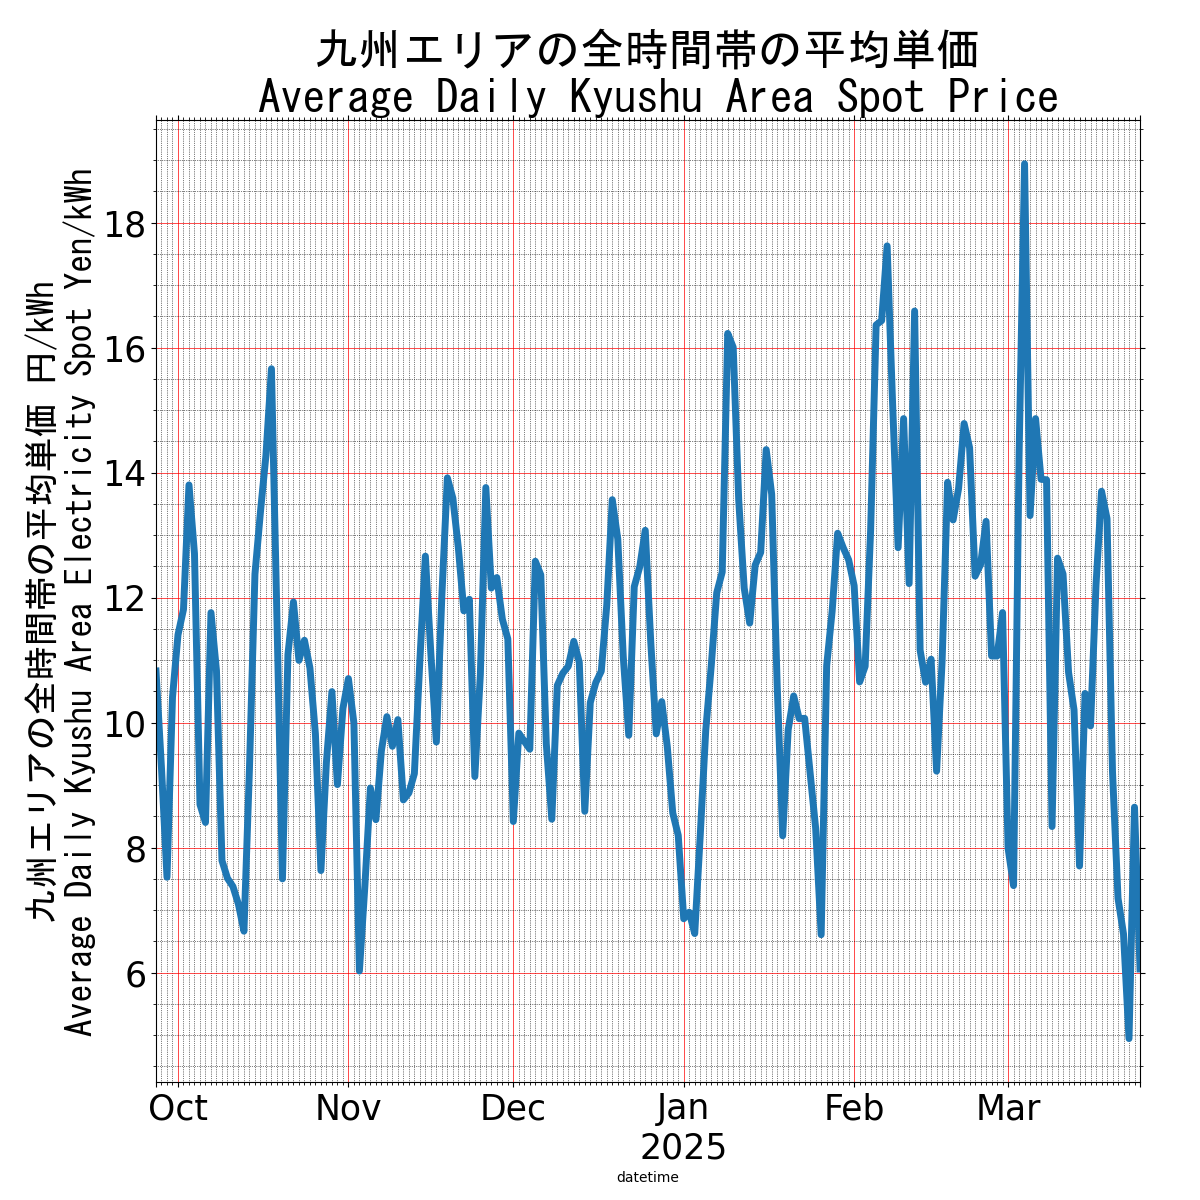 九州エリアの全時間帯の平均単価
Average Daily Kyushu Area Spot Price
九州エリアの全時間帯の平均単価 円/kWh
Average Daily Kyushu Area Electricity Spot Yen/kWh
18
16
14
12
10
8
6
Oct Nov Dec Jan Feb Mar
2025
datetime